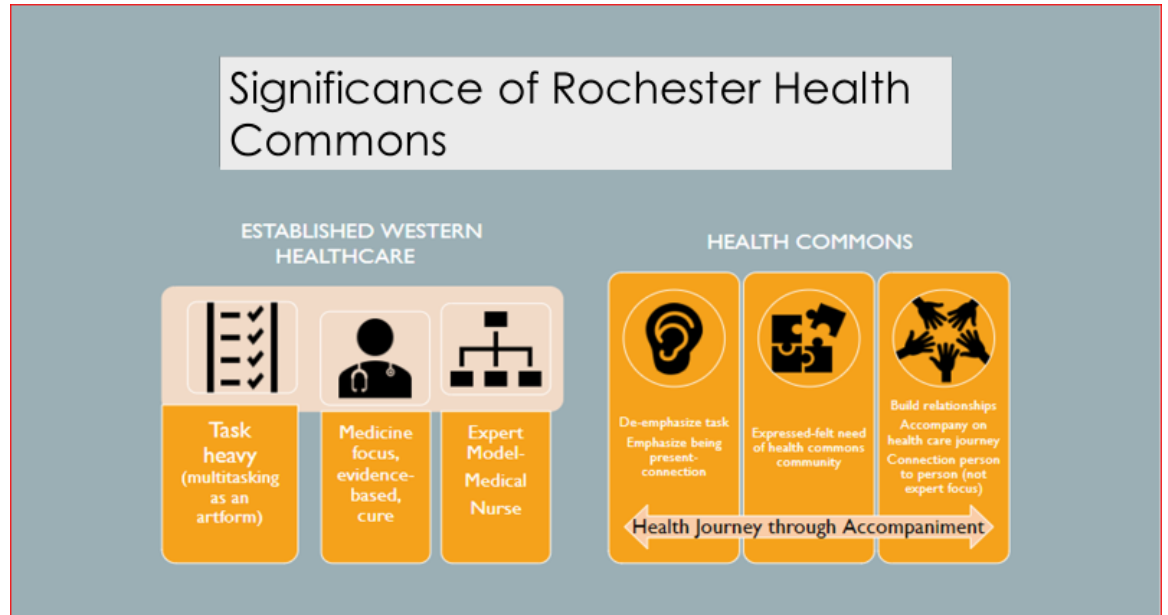 Significance of Rochester Health
Commons
ESTABLISHED WESTERN
HEALTHCARE
Task
heavy
(multitasking
as an
artform)
Medicine
focus,
evidence-
based,
cure
Expert
Model-
Medical
Nurse
HEALTH COMMONS
De-emphasize task
Emphasize being
present-
connection
Expressed-felt need
of health commons
community
Build relationships
Accompany on
health care journey
Connection person
to person (not
expert focus)
Health Journey through Accompaniment